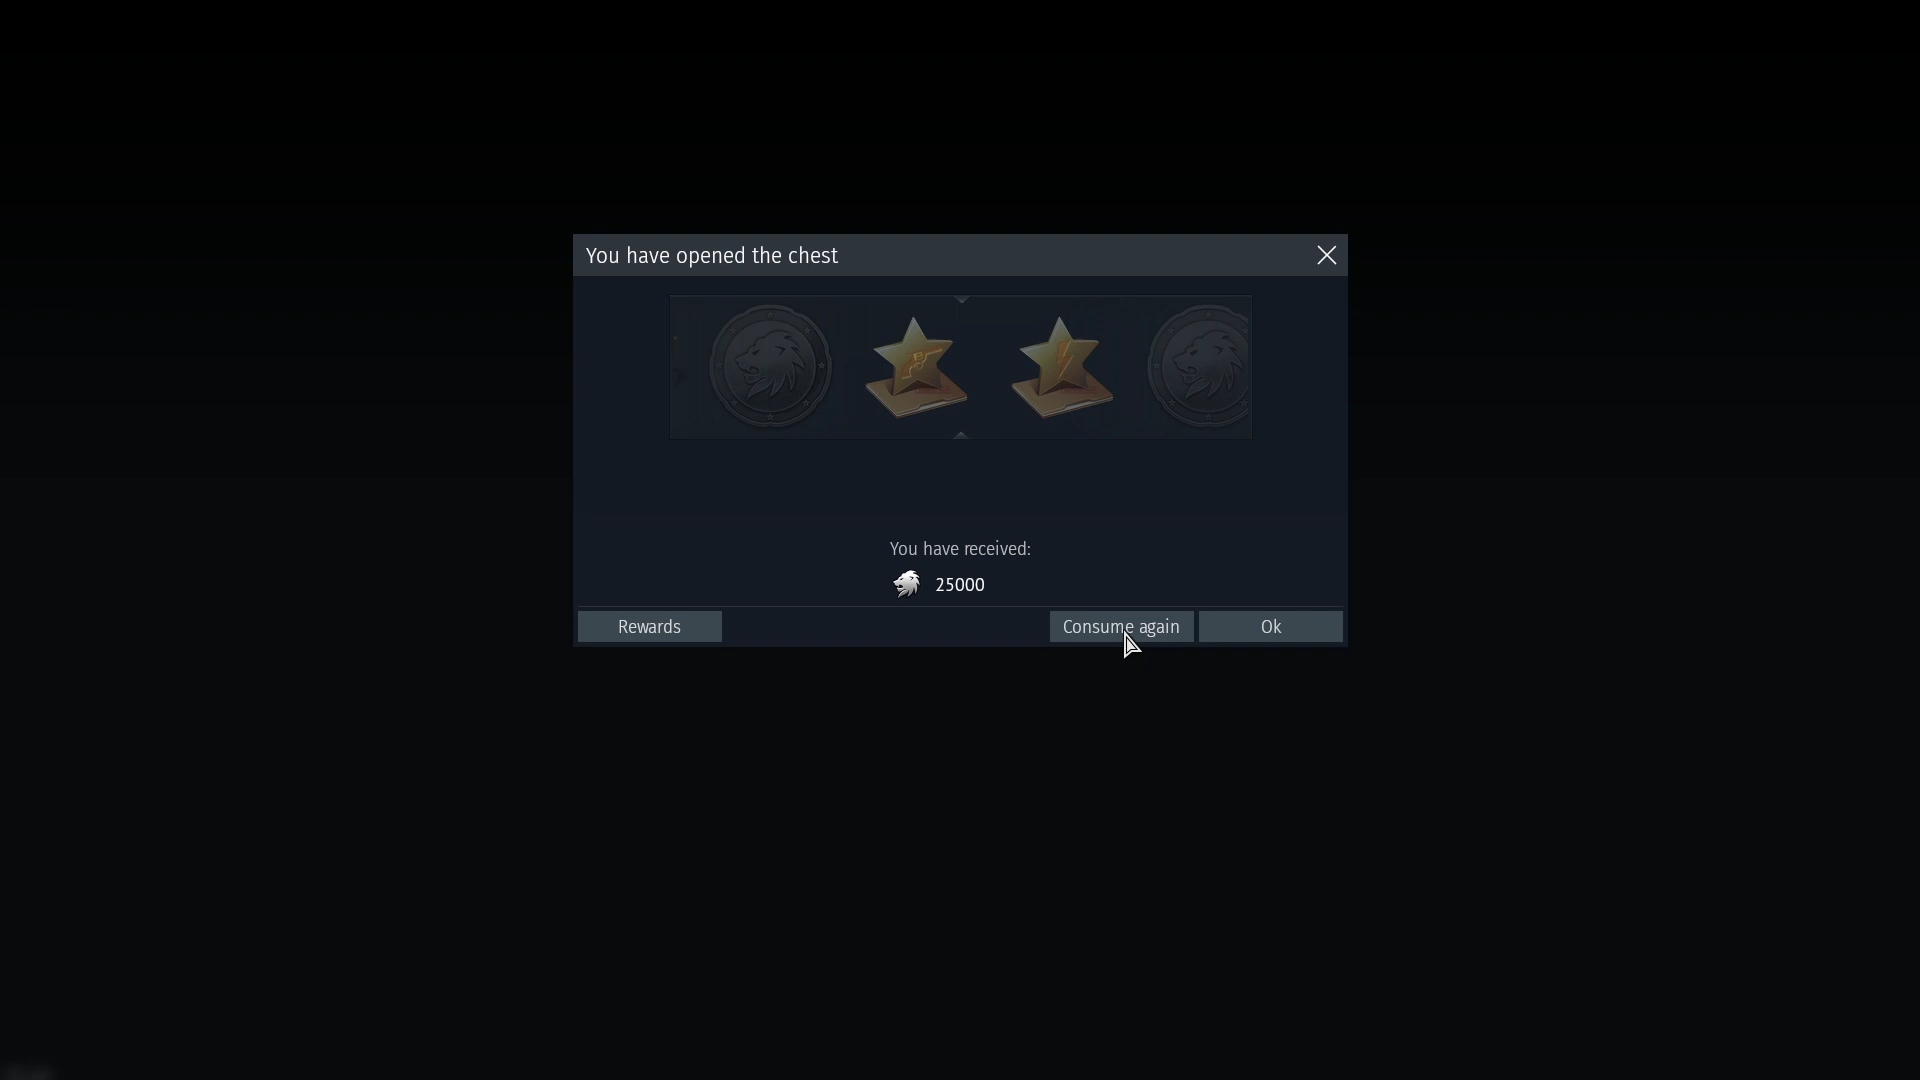 You have opened the chest
You have received:
25000
Rewards
Consume again
Ok